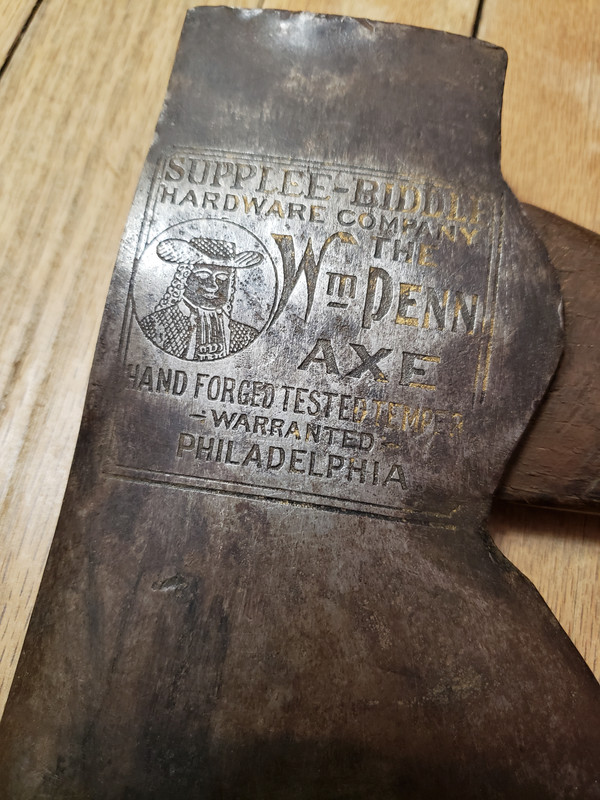 SUPPLEE-BIDDLE
HARDWARE COMPANY
THE
Wm PENN
AXE
HAND FORGED TESTED TEMPER
-WARRANTED-
PHILADELPHIA